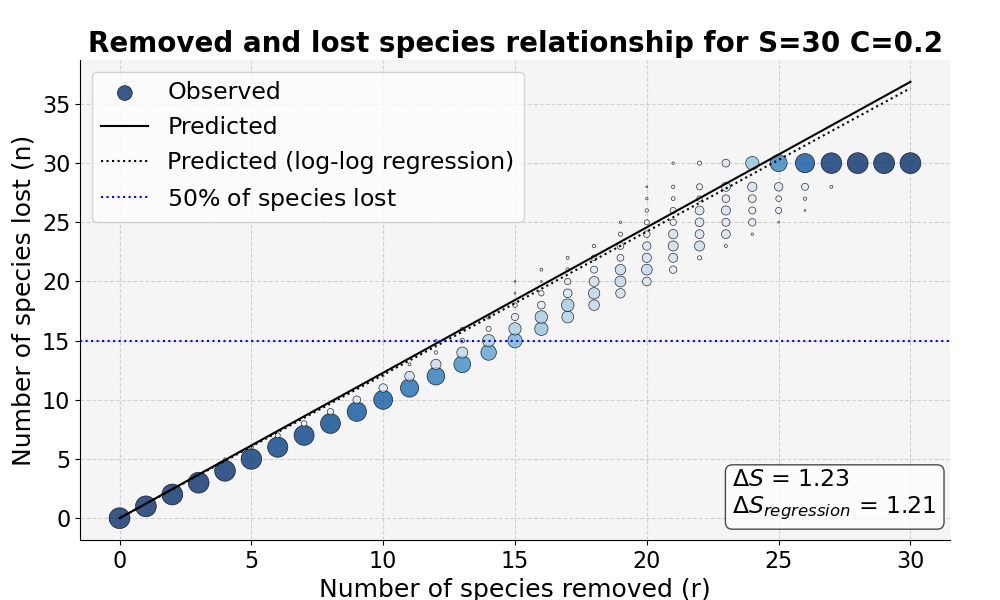 Removed and lost species relationship for S=30 C=0.2
Number of species lost (n)
35
30
25
20
15
10
5
0
Observed
Predicted
Predicted (log-log regression)
50% of species lost
ΔS = 1.23
ΔS_regression = 1.21
0 5 10 15 20 25 30
Number of species removed (r)